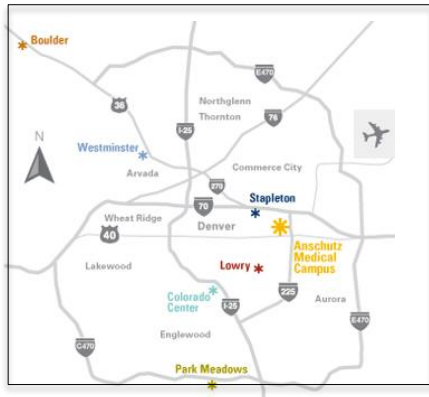 Boulder
E470
36
Northglenn
Thornton
76
I-25
N
Westminster
Arvada
Commerce City
270
Stapleton
70
Wheat Ridge
Denver
40
Anschutz
Medical
Campus
Lakewood
Lowry
Colorado
Center
225
I-25
Aurora
E470
Englewood
C470
Park Meadows